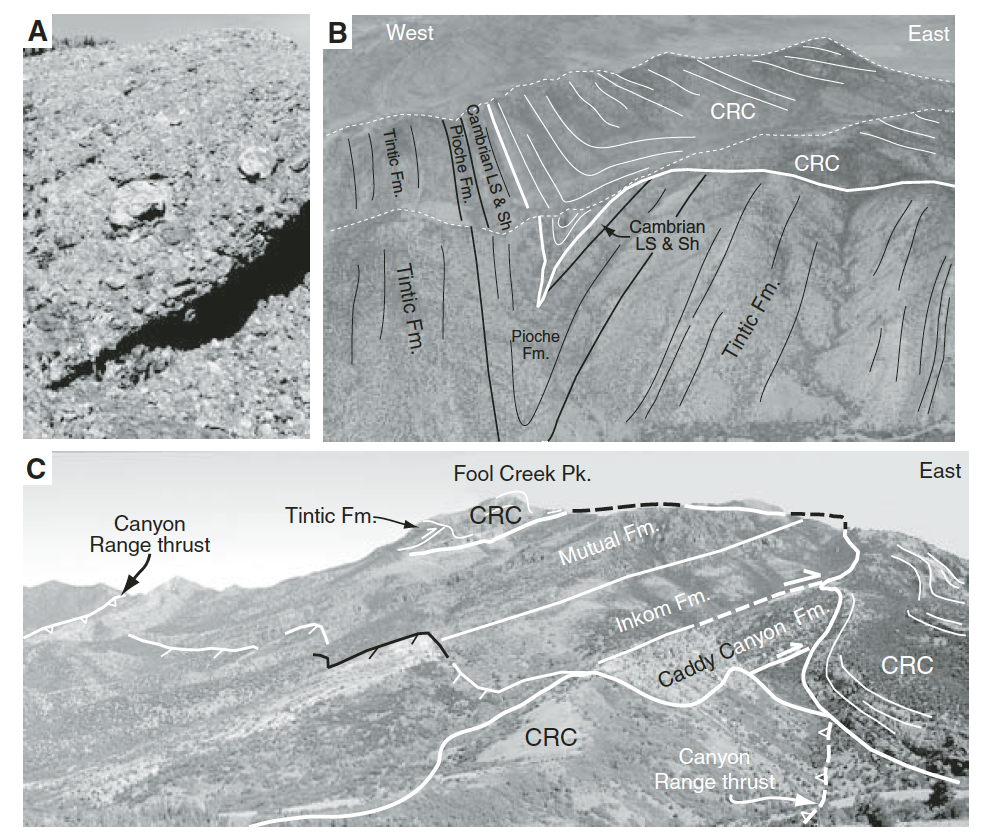 A
B
West
East
CRC
CRC
Tintic Fm.
Pioche Fm.
Cambrian LS & Sh
Cambrian
LS & Sh
Tintic Fm.
Pioche
Fm.
Tintic Fm.
C
Fool Creek Pk.
East
Canyon
Range thrust
Tintic Fm.
CRC
Mutual Fm.
Inkom Fm.
Caddy Canyon Fm.
CRC
CRC
Canyon
Range thrust